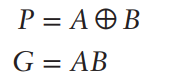 P = A ⊕ B
G = AB